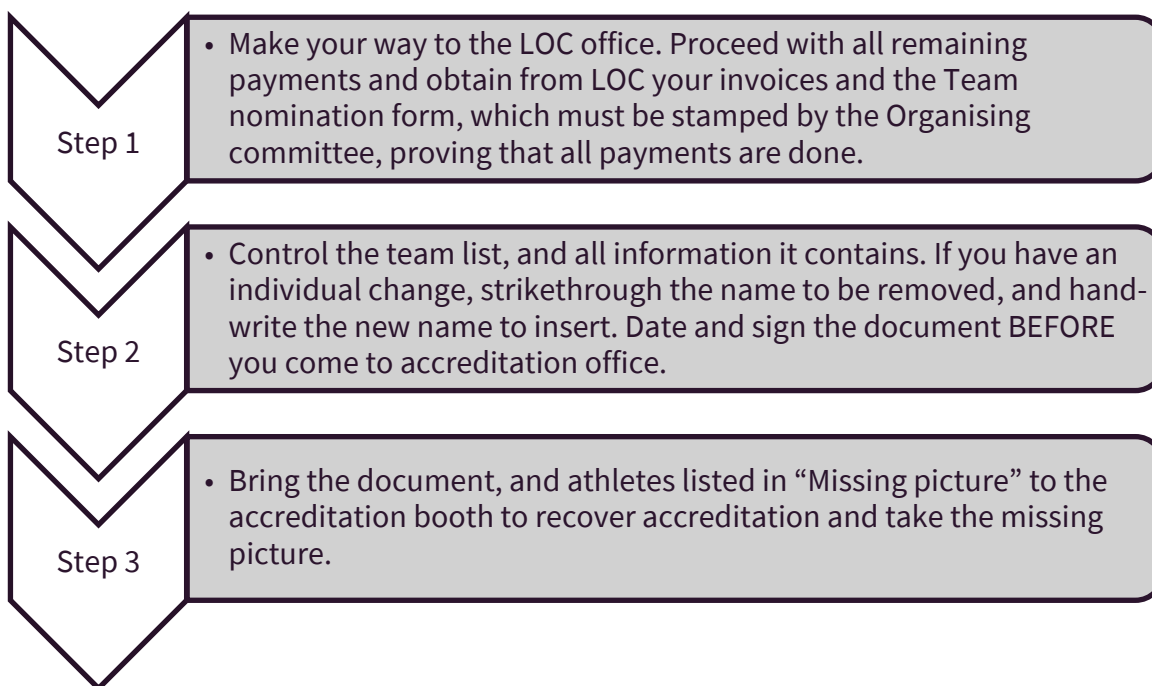 Step 1
• Make your way to the LOC office. Proceed with all remaining
payments and obtain from LOC your invoices and the Team
nomination form, which must be stamped by the Organising
committee, proving that all payments are done.
Step 2
• Control the team list, and all information it contains. If you have an
individual change, strikethrough the name to be removed, and hand-
write the new name to insert. Date and sign the document BEFORE
you come to accreditation office.
Step 3
• Bring the document, and athletes listed in “Missing picture” to the
accreditation booth to recover accreditation and take the missing
picture.